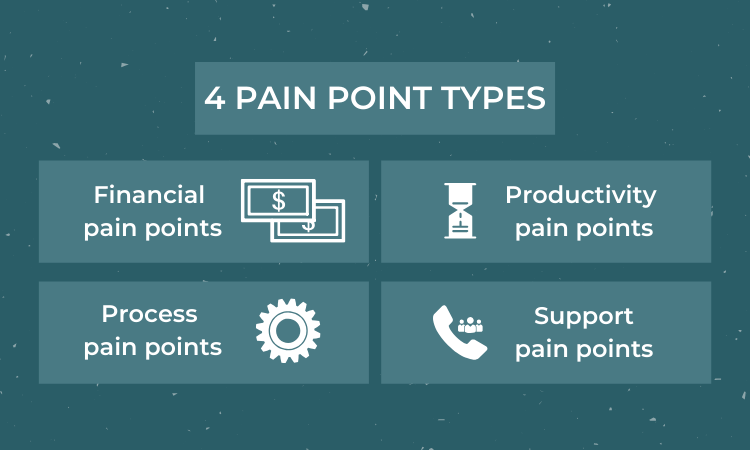 4 PAIN POINT TYPES
Financial
pain points
$
$
Productivity
pain points
Process
pain points
Support
pain points